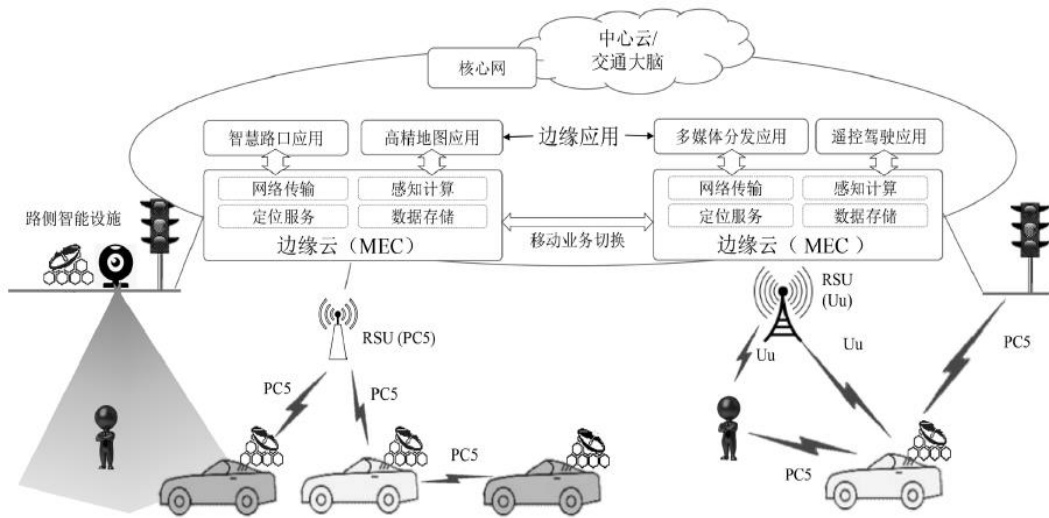 中心云/
交通大脑
核心网
智慧路口应用
高精地图应用
边缘应用
多媒体分发应用
遥控驾驶应用
网络传输
感知计算
定位服务
数据存储
边缘云（MEC）
移动业务切换
网络传输
感知计算
定位服务
数据存储
边缘云（MEC）
路侧智能设施
RSU (PC5)
RSU
(Uu)
Uu
Uu
PC5
PC5
PC5
PC5
PC5